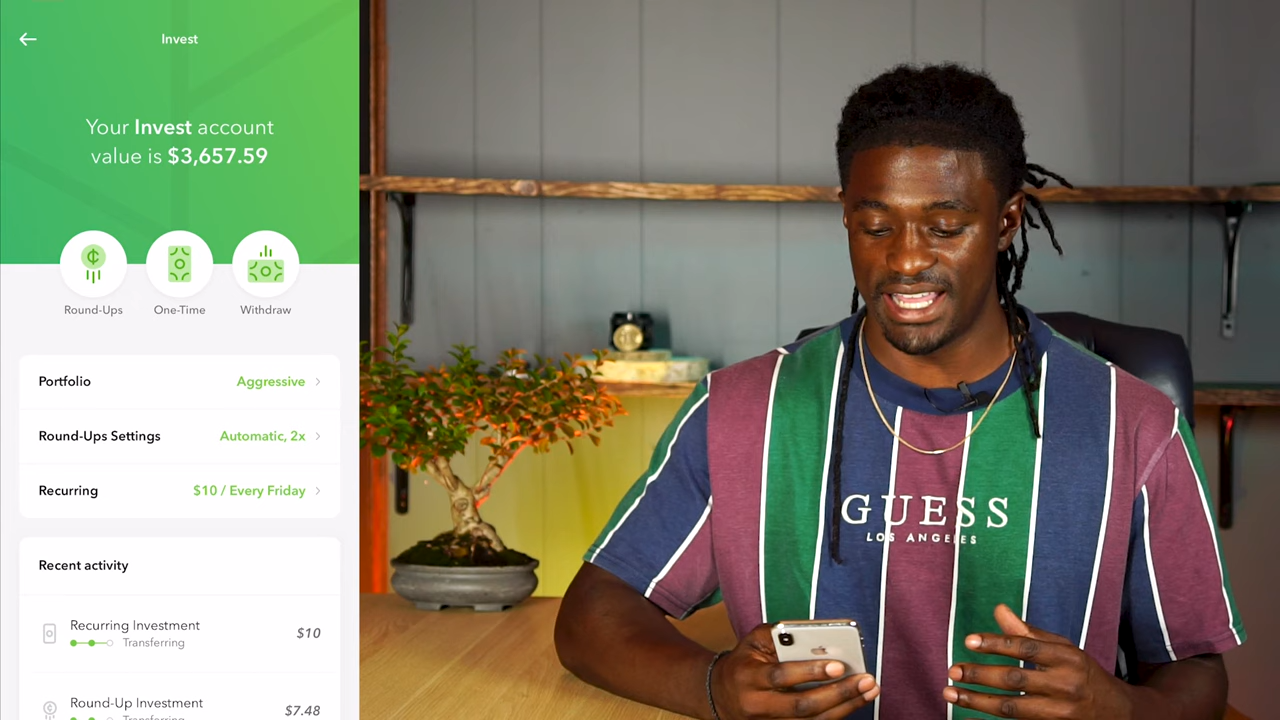 Invest
Your Invest account
value is $3,657.59
Round-Ups
One-Time
Withdraw
Portfolio
Aggressive
Round-Ups Settings
Automatic, 2x
Recurring
$10 / Every Friday
Recent activity
Recurring Investment
$10
Transferring
Round-Up Investment
$7.48
Transferring
GUESS
LOS ANGELES